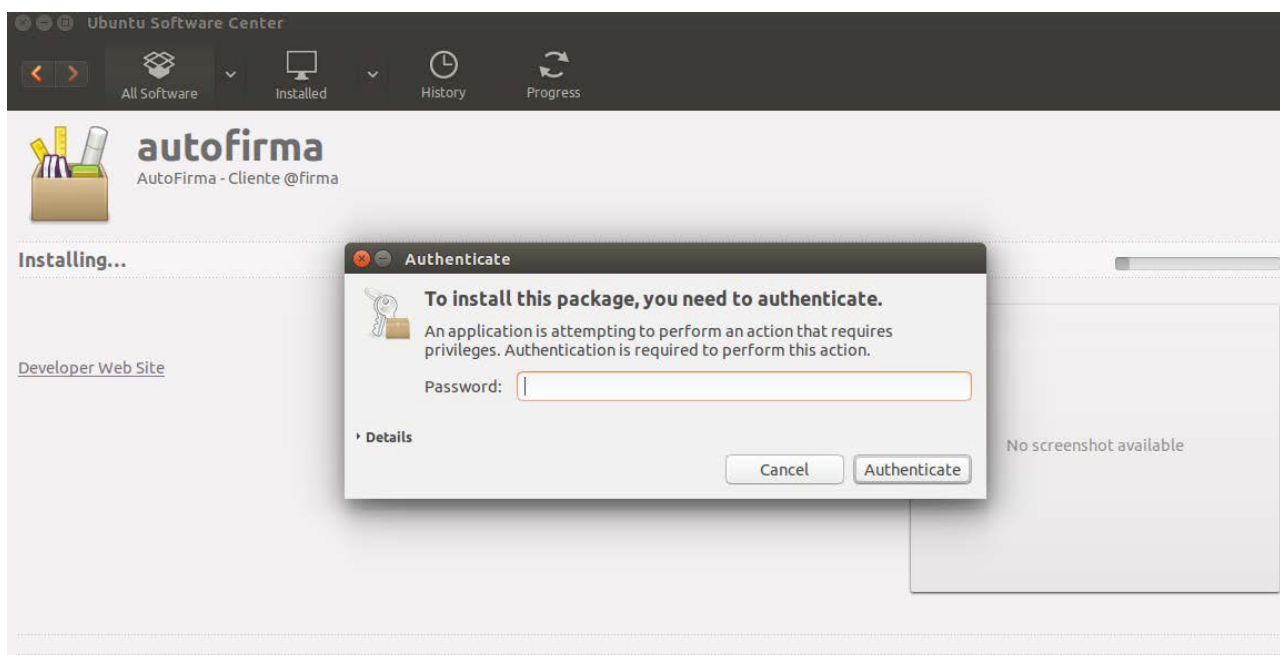 Ubuntu Software Center
All Software
Installed
History
Progress
autofirma
AutoFirma - Cliente @firma
Installing...
Authenticate
To install this package, you need to authenticate.
An application is attempting to perform an action that requires
privileges. Authentication is required to perform this action.
Password:
Developer Web Site
Details
Cancel
Authenticate
No screenshot available